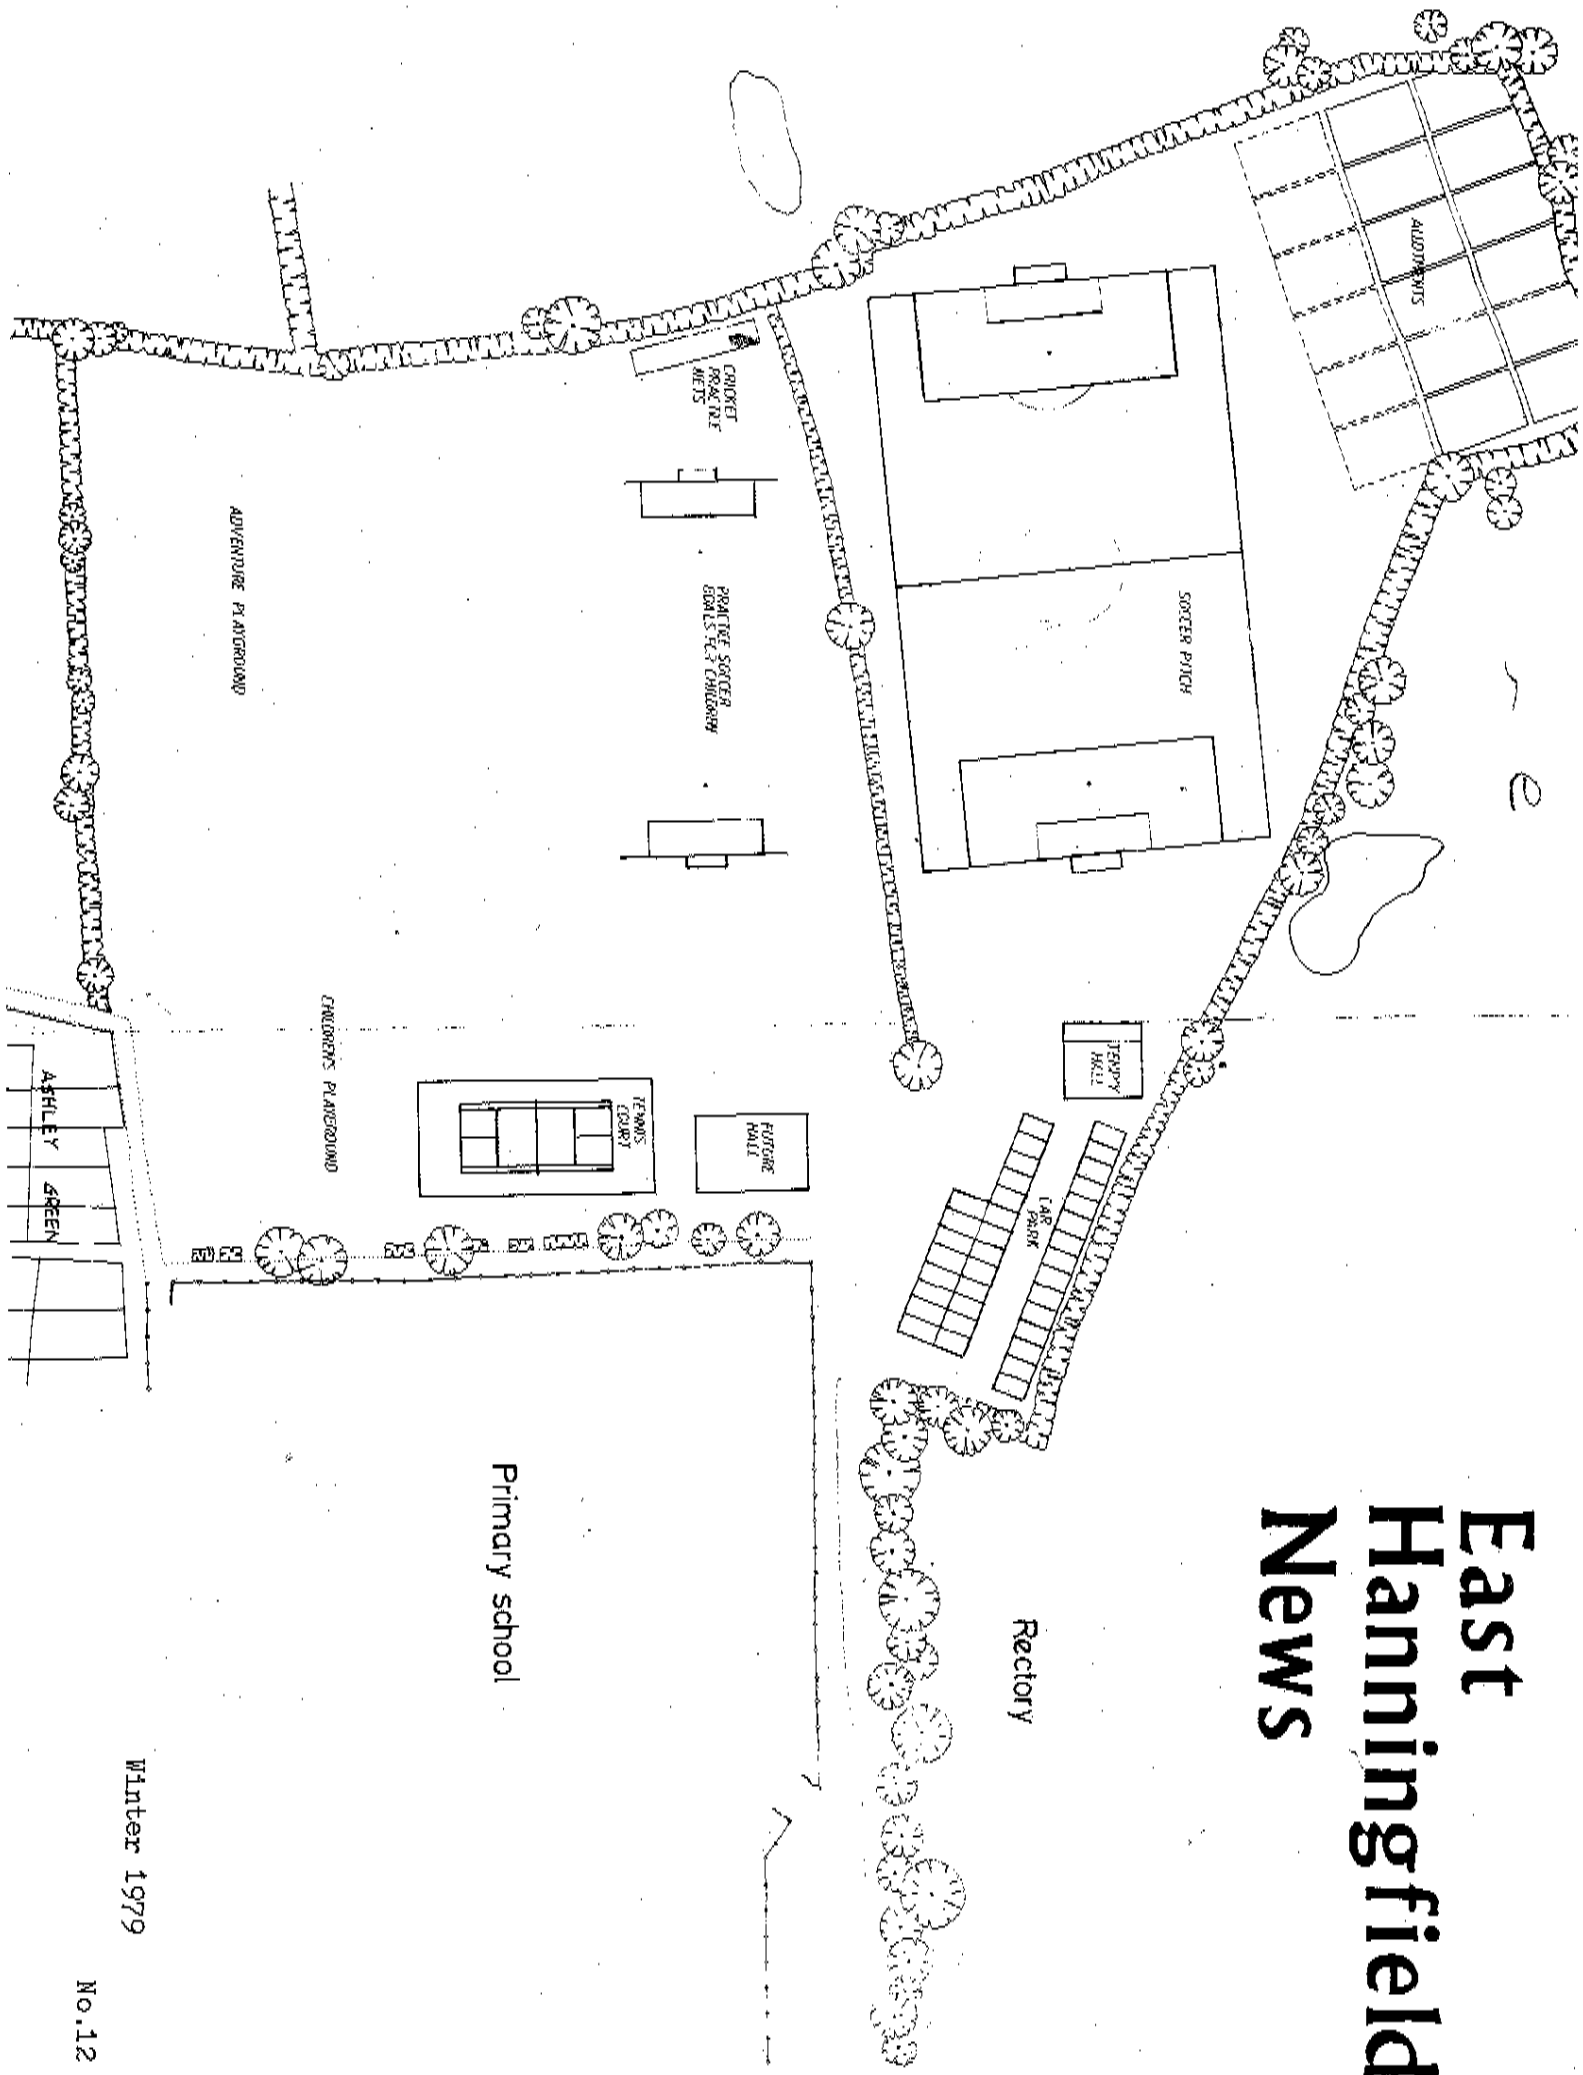 East
Hanningfield
News
ALLOTMENTS
SOCCER PITCH
TEMPY
HALL
CAR
PARK
Rectory
CRICKET
PRACTICE
NETS
PRACTICE SOCCER
GOALS FOR CHILDREN
FUTURE
HALL
TENNIS
COURT
Primary school
ADVENTURE PLAYGROUND
CHILDREN'S PLAYGROUND
ASHLEY GREEN
Winter 1979
No.12